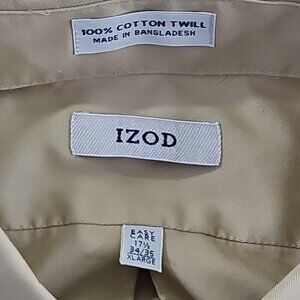 100% COTTON TWILL
MADE IN BANGLADESH
IZOD
EASY
CARE
17½
34/35
XLARGE